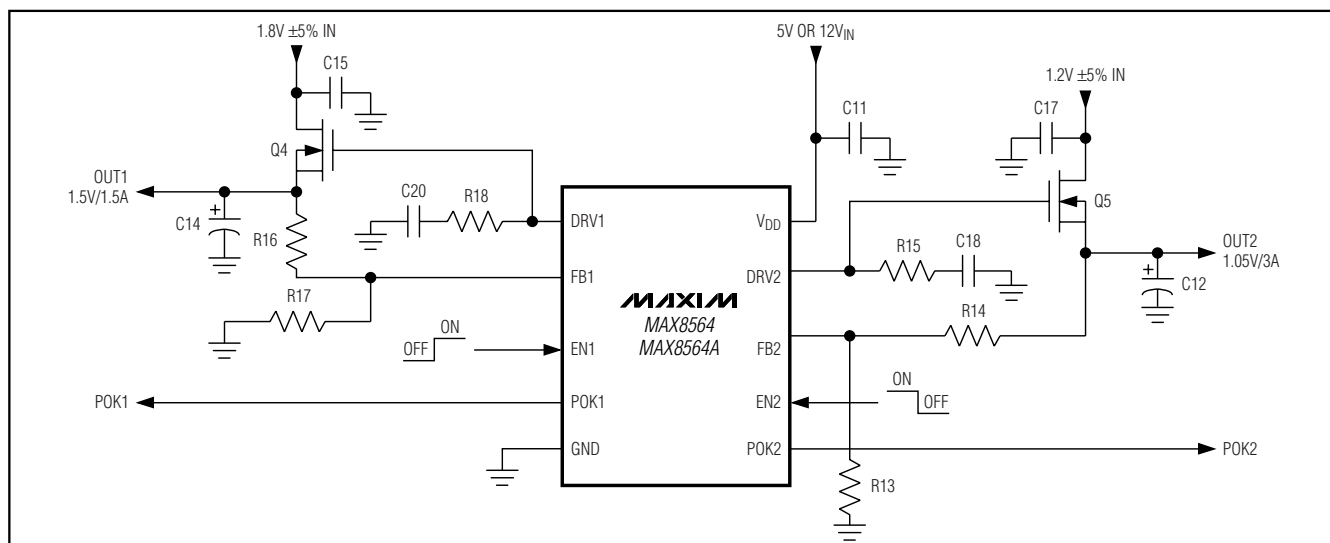 1.8V ±5% IN
C15
Q4
OUT1
1.5V/1.5A
C14
R16
C20
R18
R17
OFF
ON
POK1
5V OR 12VIN
C11
1.2V ±5% IN
C17
Q5
OUT2
1.05V/3A
C12
R15
C18
R14
ON
OFF
POK2
R13
DRV1
FB1
EN1
POK1
GND
MAXIM
MAX8564
MAX8564A
VDD
DRV2
FB2
EN2
POK2